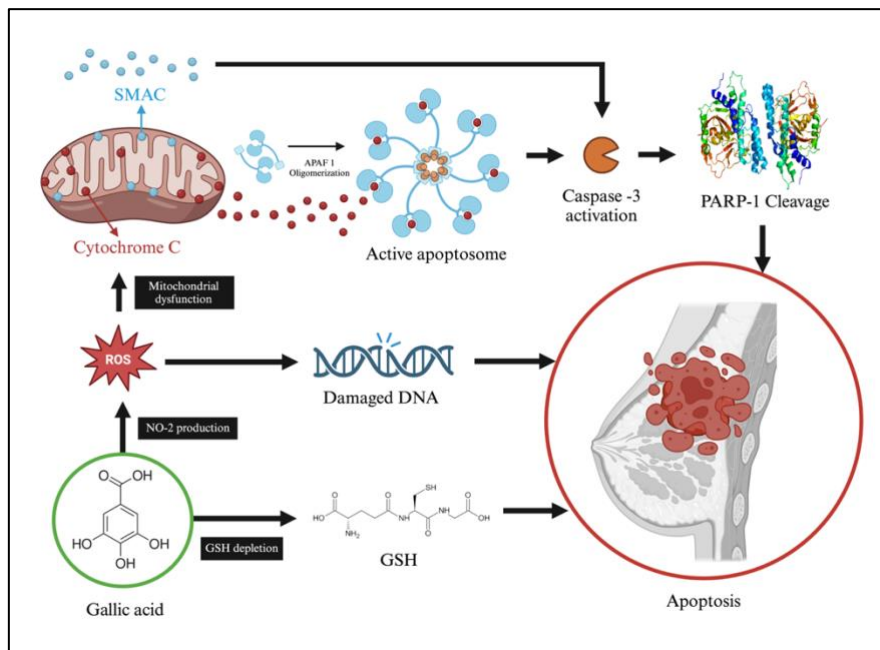 SMAC
APAF 1
Oligomerization
Cytochrome C
Active apoptosome
Caspase -3
activation
PARP-1 Cleavage
Mitochondrial
dysfunction
ROS
Damaged DNA
NO-2 production
O
OH
HO
OH
OH
GSH depletion
Gallic acid
O
HO
NH2
O
N
H
SH
O
H
N
O
OH
GSH
Apoptosis